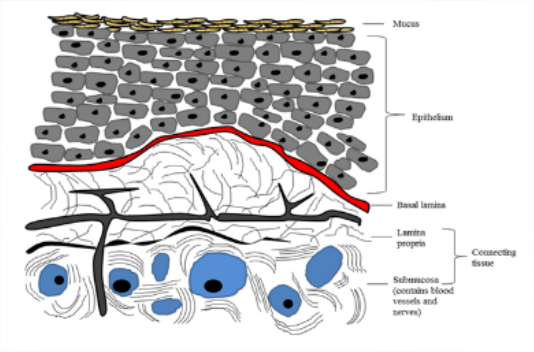 Mucus
Epithelium
Basal lamina
Lamina
propria
Connecting
tissue
Submucosa
(contains blood
vessels and
nerves)